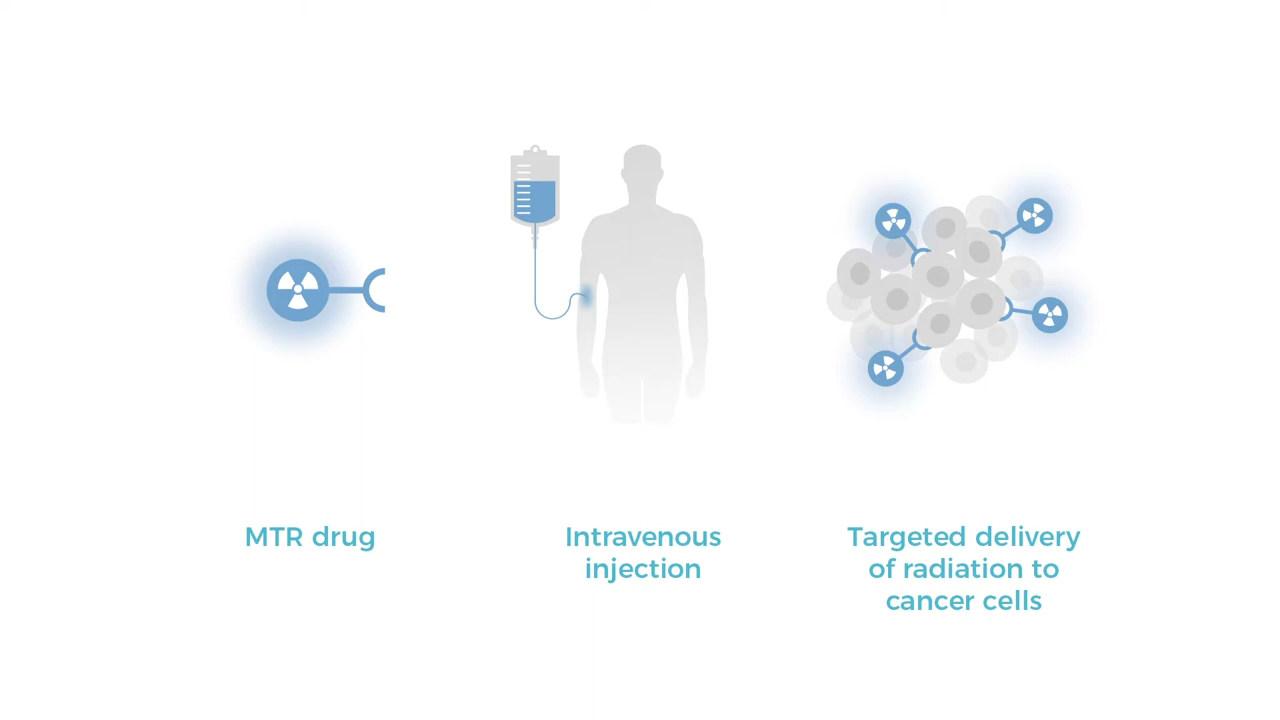 MTR drug
Intravenous
injection
Targeted delivery
of radiation to
cancer cells